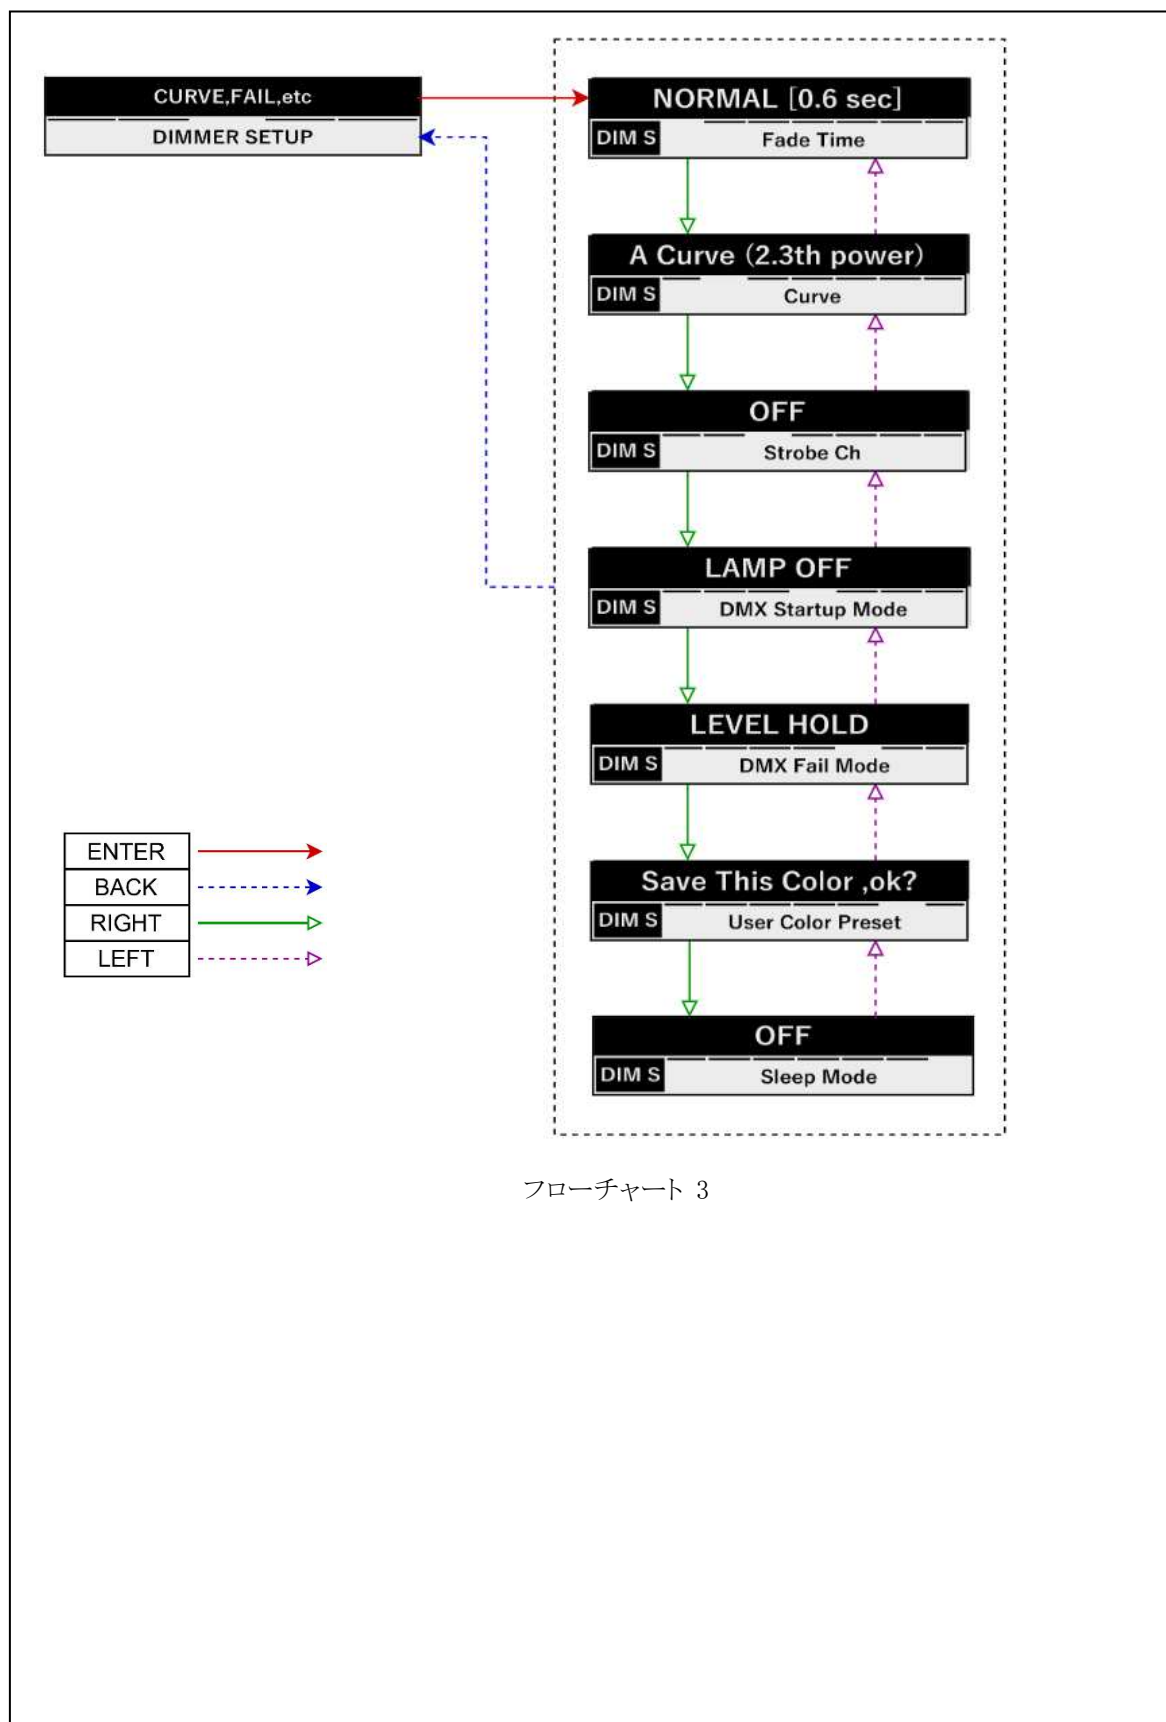 CURVE,FAIL,etc
DIMMER SETUP
NORMAL [0.6 sec]
DIM S Fade Time
A Curve (2.3th power)
DIM S Curve
OFF
DIM S Strobe Ch
LAMP OFF
DIM S DMX Startup Mode
LEVEL HOLD
DIM S DMX Fail Mode
Save This Color ,ok?
DIM S User Color Preset
OFF
DIM S Sleep Mode
ENTER
BACK
RIGHT
LEFT
フローチャート 3